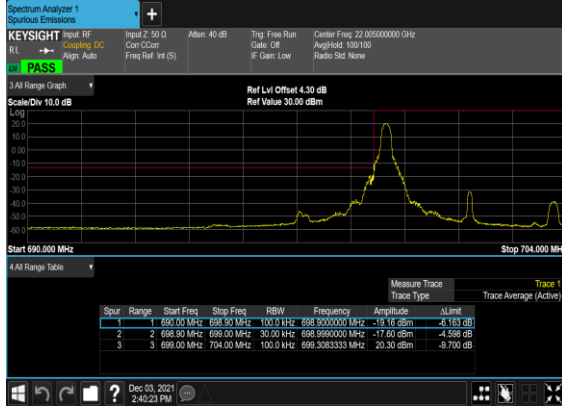 Spectrum Analyzer 1
Spurious Emissions
KEYSIGHT Input: RF Input Z: 50 Ω Atten: 40 dB Trig: Free Run Center Freq: 22.005000000 GHz
RL Coupling: DC Corr CCorr Gate: Off Avg|Hold: 100/100
Align: Auto Freq Ref: Int (S) IF Gain: Low Radio Std: None
PASS
3 All Range Graph
Ref Lvl Offset 4.30 dB
Scale/Div 10.0 dB Ref Value 30.00 dBm
Log
20.0
10.0
0.00
-10.0
-20.0
-30.0
-40.0
-50.0
-60.0
Start 690.000 MHz Stop 704.000 MH
4 All Range Table
Measure Trace Trace 1
Trace Type Trace Average (Active)
Spur Range Start Freq Stop Freq RBW Frequency Amplitude ΔLimit
1 1 690.00 MHz 698.90 MHz 100.0 kHz 698.9000000 MHz -19.16 dBm -6.163 dB
2 2 698.90 MHz 699.00 MHz 30.00 kHz 698.9990000 MHz -17.60 dBm -4.598 dB
3 3 699.00 MHz 704.00 MHz 100.0 kHz 699.3083333 MHz 20.30 dBm -9.700 dB
Dec 03, 2021
2:40:23 PM